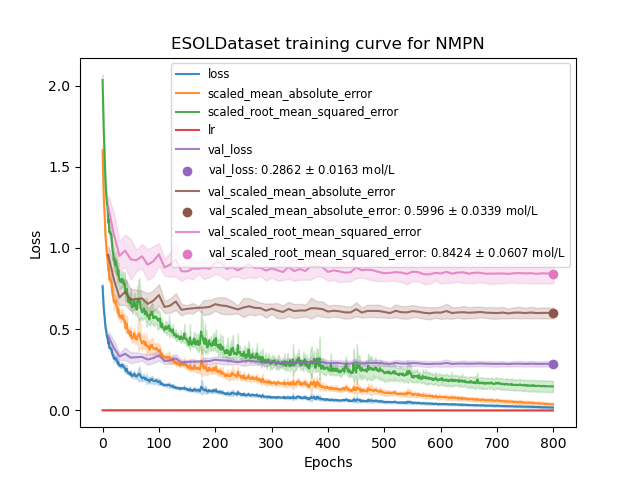 ESOLDataset training curve for NMPN
loss
scaled_mean_absolute_error
scaled_root_mean_squared_error
lr
val_loss
val_loss: 0.2862 ± 0.0163 mol/L
val_scaled_mean_absolute_error
val_scaled_mean_absolute_error: 0.5996 ± 0.0339 mol/L
val_scaled_root_mean_squared_error
val_scaled_root_mean_squared_error: 0.8424 ± 0.0607 mol/L
Loss
2.0
1.5
1.0
0.5
0.0
0 100 200 300 400 500 600 700 800
Epochs